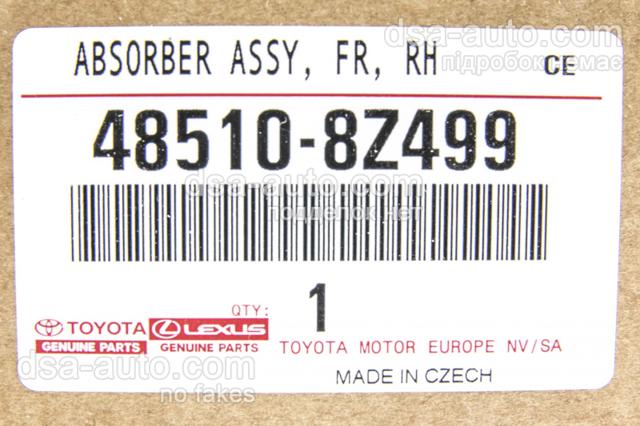 dsa-auto.com
підробок немає
ABSORBER ASSY, FR, RH CE
48510-8Z499
dsa-auto.com
подделок нет
QTY: 1
TOYOTA LEXUS
GENUINE PARTS GENUINE PARTS
TOYOTA MOTOR EUROPE NV/SA
MADE IN CZECH
dsa-auto.com
no fakes